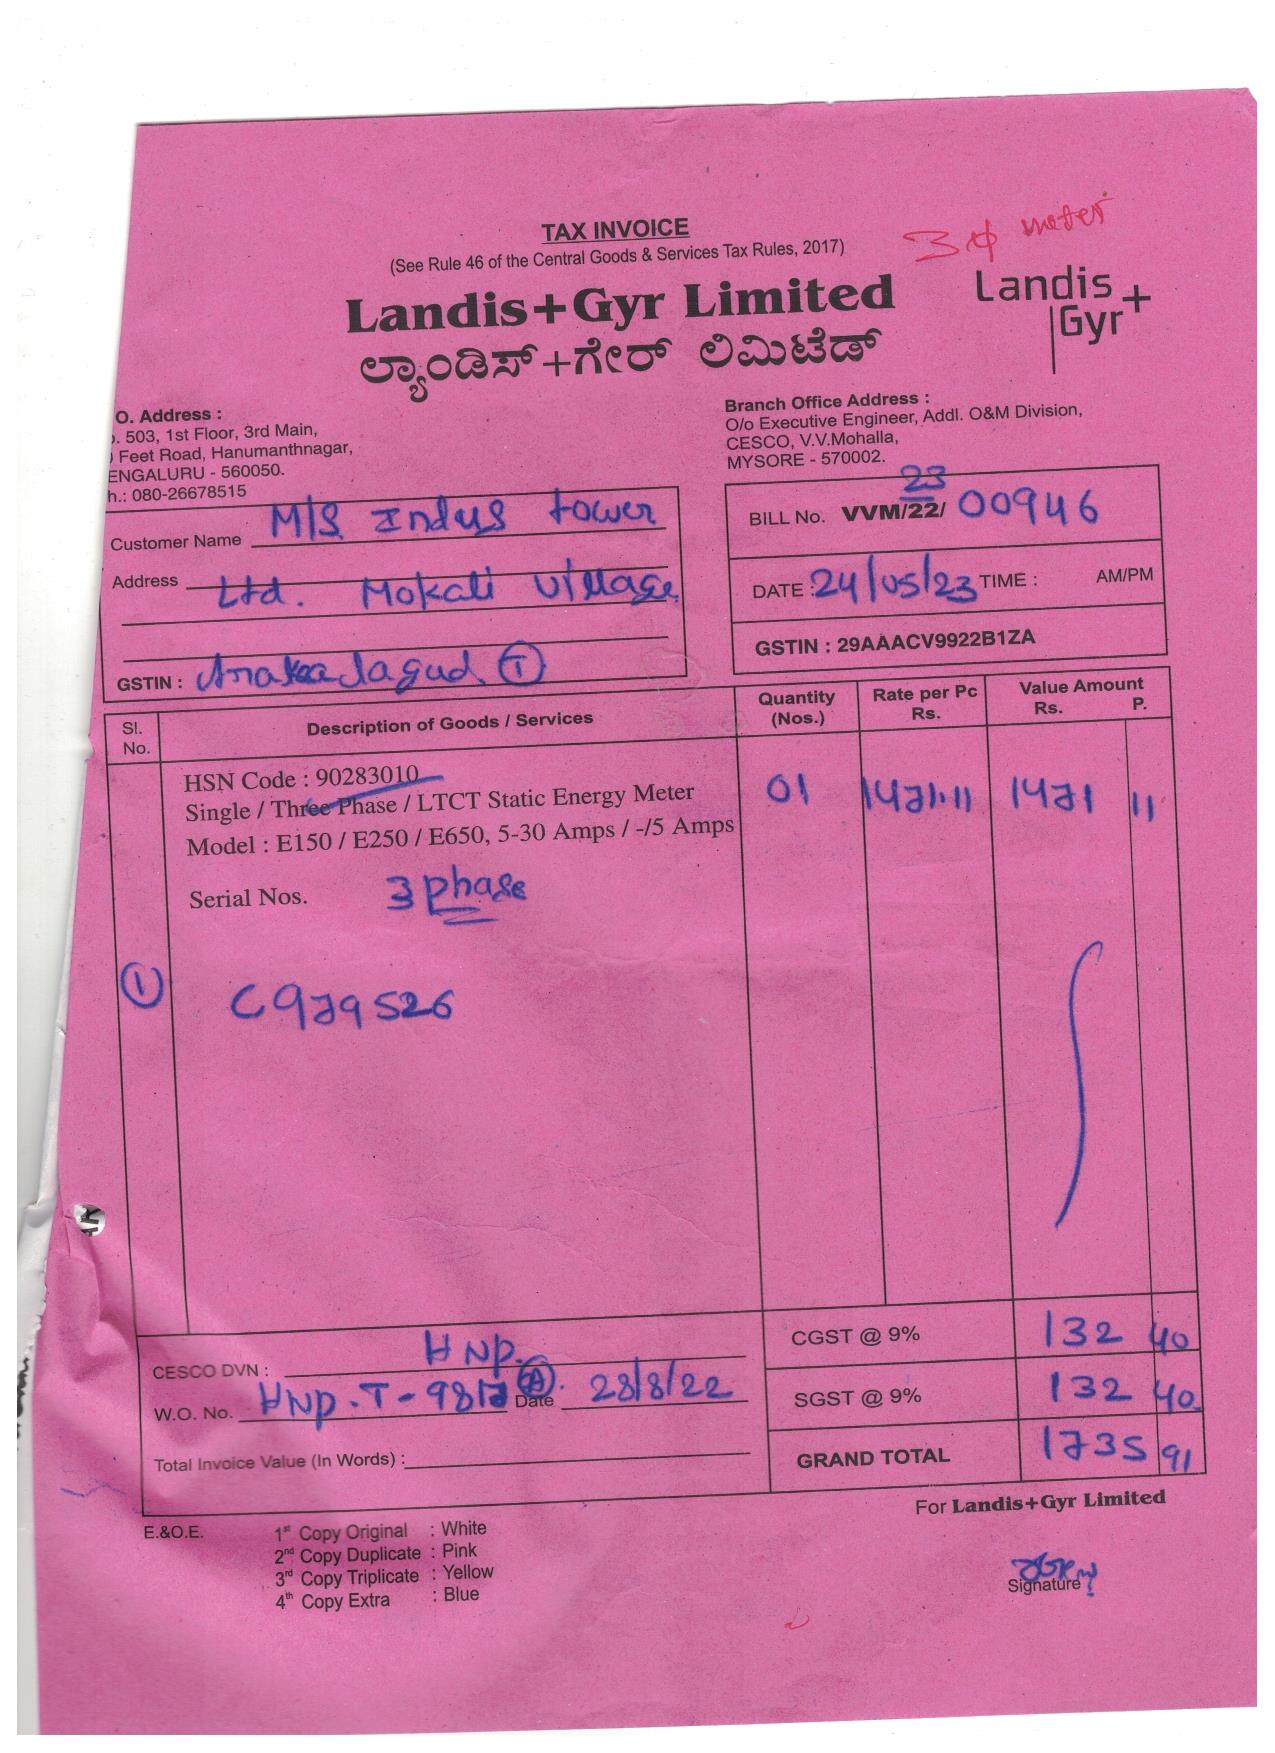 TAX INVOICE
(See Rule 46 of the Central Goods & Services Tax Rules, 2017)
3 φ meter
Landis+Gyr Limited
ಲ್ಯಾಂಡಿಸ್+ಗೇರ್ ಲಿಮಿಟೆಡ್
Landis
Gyr+
O. Address :
. 503, 1st Floor, 3rd Main,
Feet Road, Hanumanthnagar,
ENGALURU - 560050.
h.: 080-26678515
Branch Office Address :
O/o Executive Engineer, Addl. O&M Division,
CESCO, V.V.Mohalla,
MYSORE - 570002.
Customer Name M/S Indus tower
Address Ltd. Mokali Village
GSTIN : (T)
23
BILL No. VVM/22/ 00946
DATE : 24/05/23 TIME : AM/PM
GSTIN : 29AAACV9922B1ZA
Sl. No. Description of Goods / Services Quantity (Nos.) Rate per Pc Rs. Value Amount Rs. P.
HSN Code : 90283010
Single / Three Phase / LTCT Static Energy Meter 01 1471.11 1471 11
Model : E150 / E250 / E650, 5-30 Amps / -/5 Amps
Serial Nos. 3 phase
1 C979526
CESCO DVN : HNP. CGST @ 9% 132 40
W.O. No. HNP.T-98/7 (A). Date 28/8/22 SGST @ 9% 132 40
Total Invoice Value (In Words) : GRAND TOTAL 1735 91
For Landis+Gyr Limited
E.&O.E.
1st Copy Original : White
2nd Copy Duplicate : Pink
3rd Copy Triplicate : Yellow
4th Copy Extra : Blue
Signature